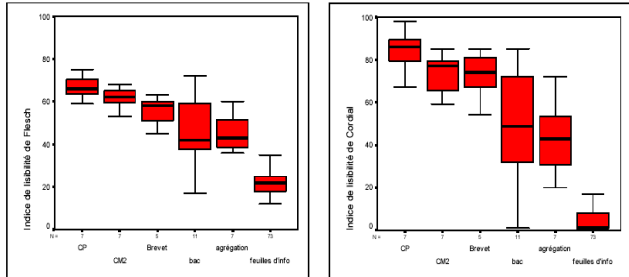 Indice de lisibilité de Flesch
100
80
60
40
20
0
N = 7 7 5 11 7 73
CP Brevet agrégation
CM2 bac feuilles d'info
Indice de lisibilité de Cordial
100
80
60
40
20
0
N = 7 7 5 11 7 73
CP Brevet agrégation
CM2 bac feuilles d'info